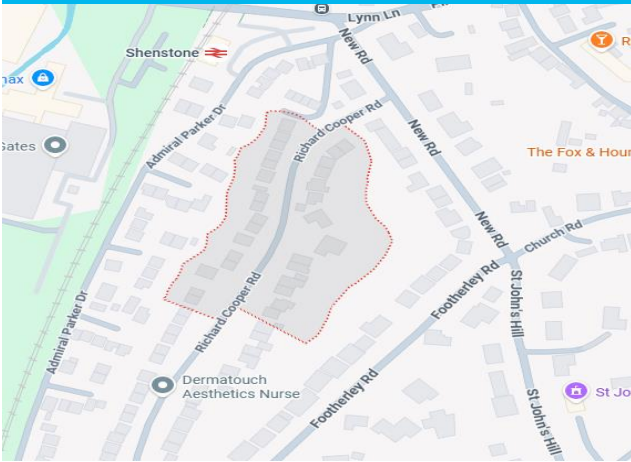 Lynn Ln
Shenstone
New Rd
Richard Cooper Rd
Admiral Parker Dr
New Rd
The Fox & Hour
Church Rd
New Rd
Footherley Rd
St John's Hill
Richard Cooper Rd
Admiral Parker Dr
Dermatouch
Aesthetics Nurse
Footherley Rd
St John's Hill
St Jo